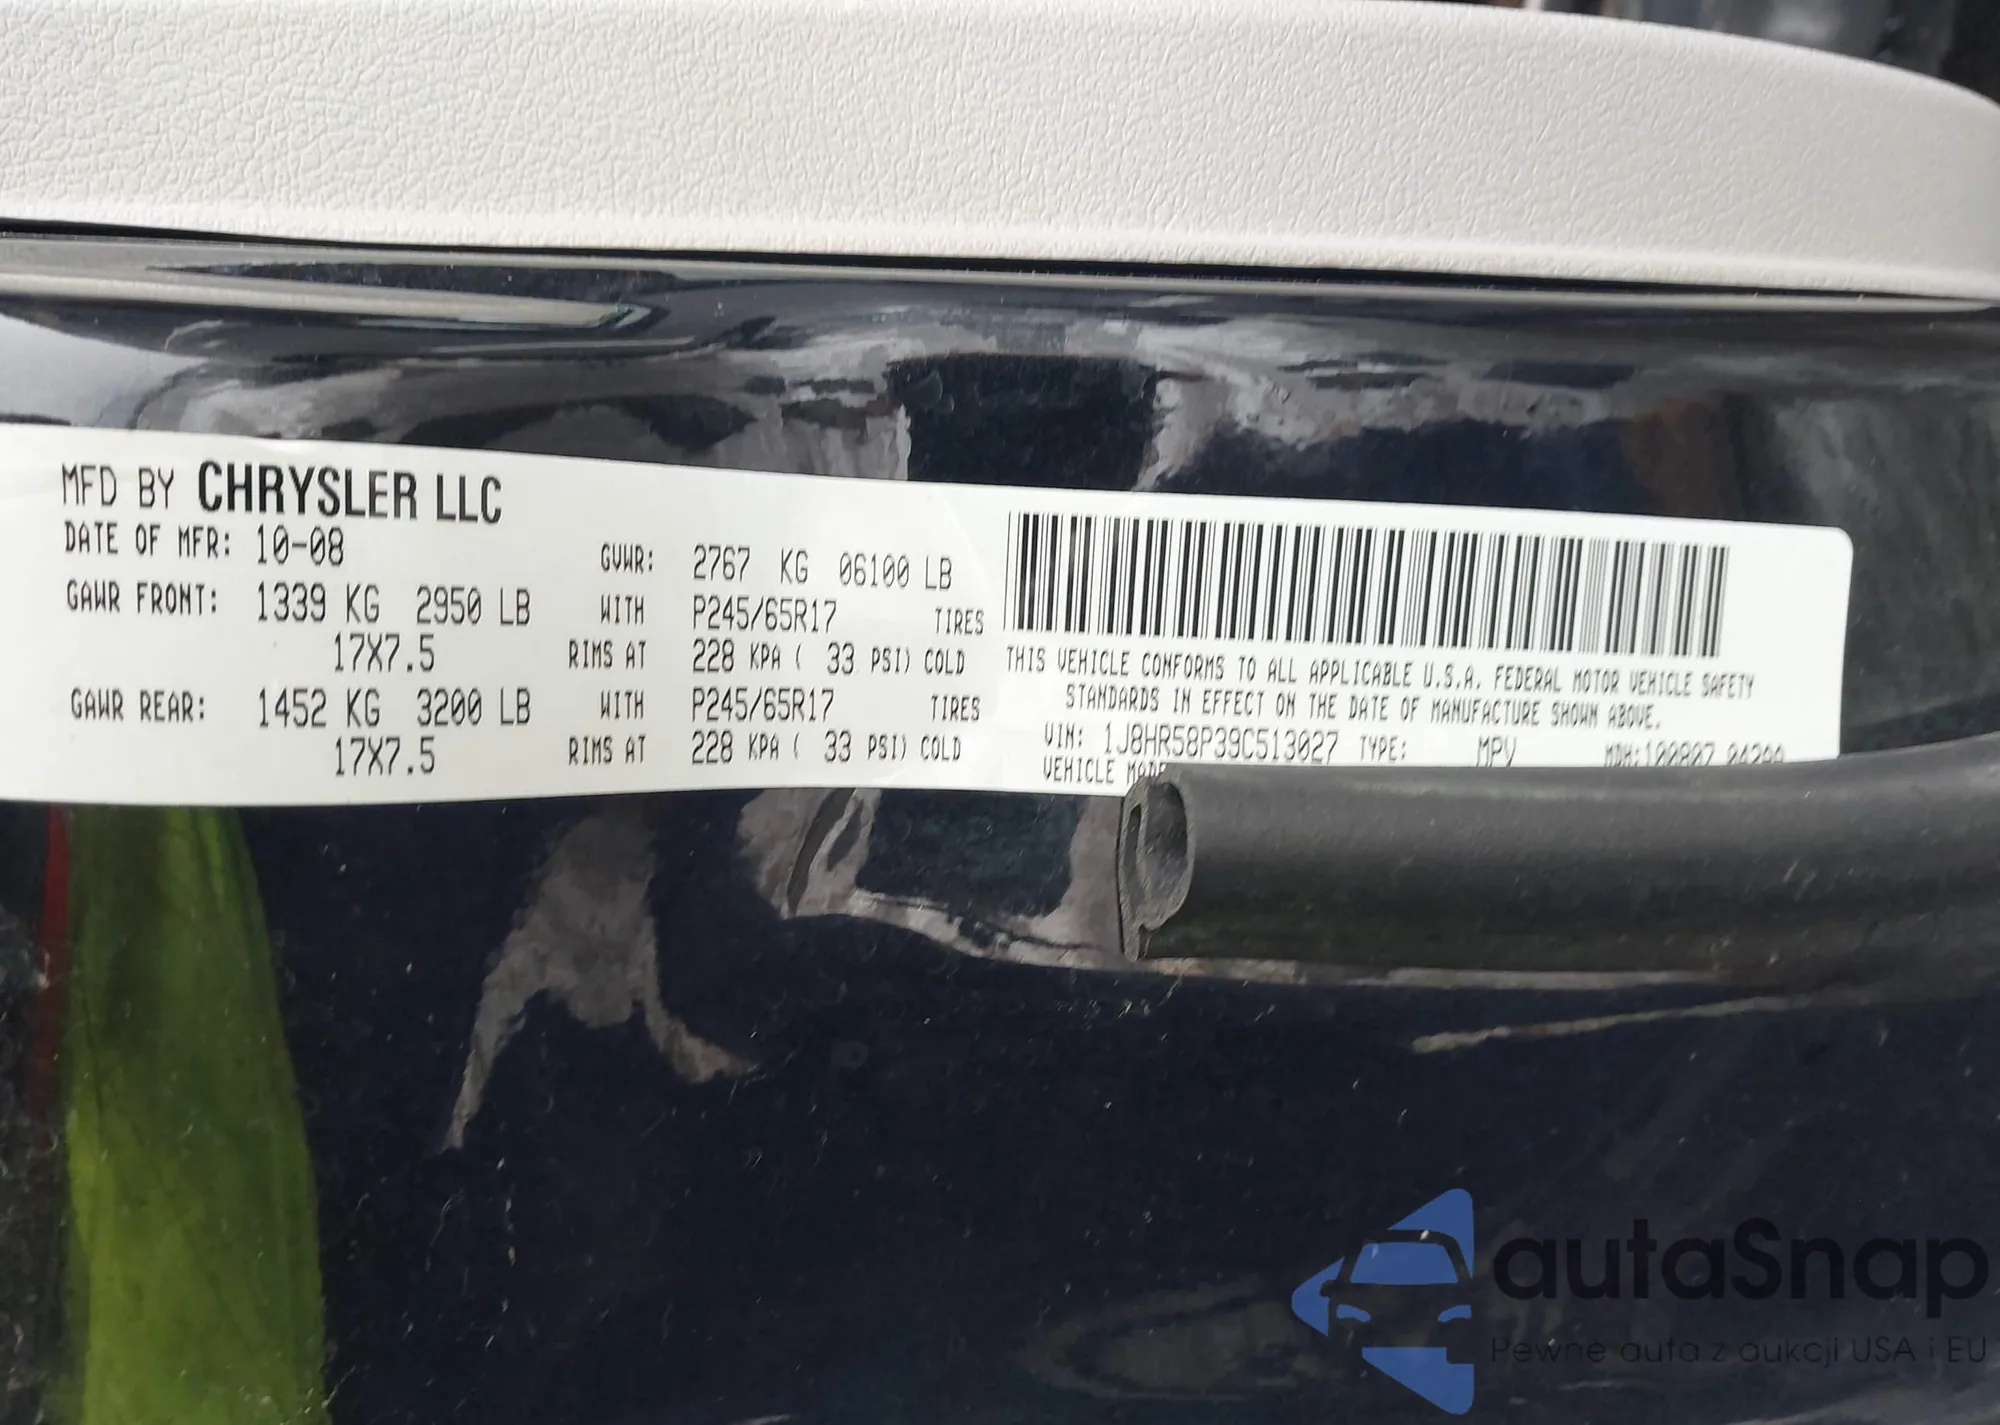 MFD BY CHRYSLER LLC
DATE OF MFR: 10-08 GVWR: 2767 KG 06100 LB
GAWR FRONT: 1339 KG 2950 LB WITH P245/65R17 TIRES
17X7.5 RIMS AT 228 KPA ( 33 PSI) COLD
GAWR REAR: 1452 KG 3200 LB WITH P245/65R17 TIRES
17X7.5 RIMS AT 228 KPA ( 33 PSI) COLD
THIS VEHICLE CONFORMS TO ALL APPLICABLE U.S.A. FEDERAL MOTOR VEHICLE SAFETY
STANDARDS IN EFFECT ON THE DATE OF MANUFACTURE SHOWN ABOVE.
VIN: 1J8HR58P39C513027 TYPE: MPV MDH:100807
VEHICLE
autaSnap
Pewne auta z aukcji USA i EU